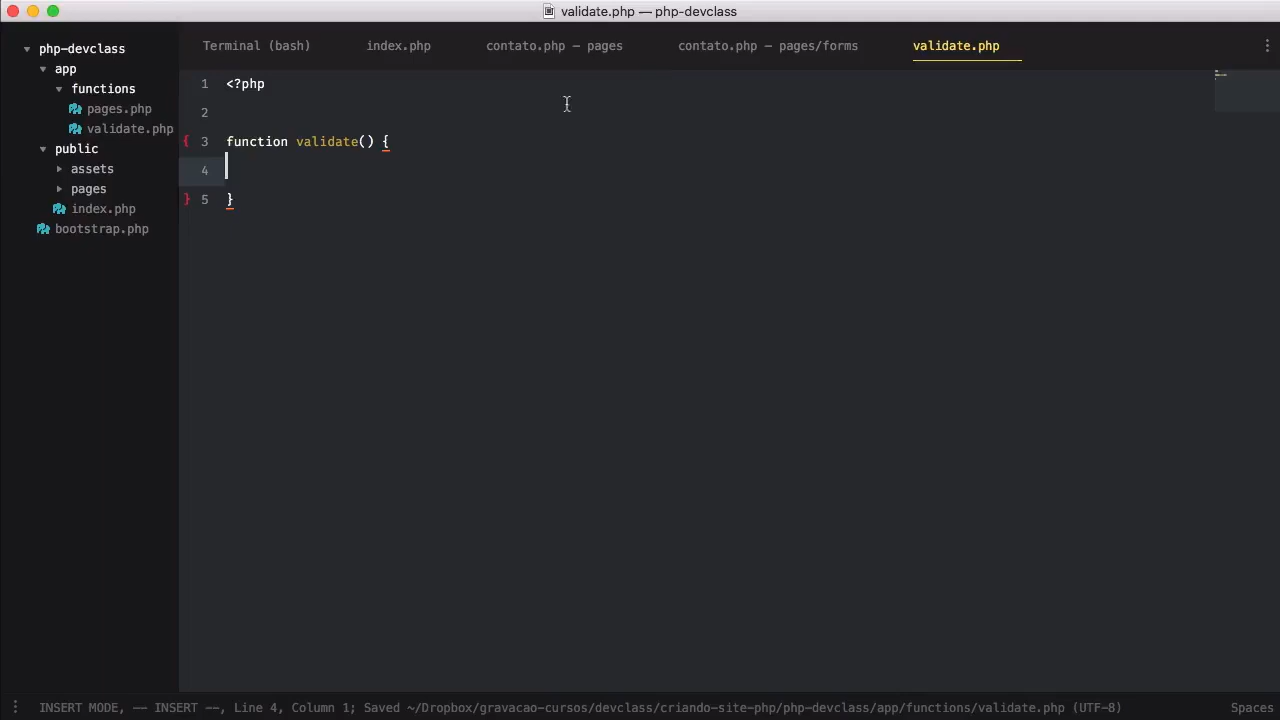 validate.php — php-devclass
php-devclass
app
functions
pages.php
validate.php
public
assets
pages
index.php
bootstrap.php
Terminal (bash) index.php contato.php — pages contato.php — pages/forms validate.php
1 <?php
2
{ 3 function validate() {
4
} 5 }
INSERT MODE, -- INSERT --, Line 4, Column 1; Saved ~/Dropbox/gravacao-cursos/devclass/criando-site-php/php-devclass/app/functions/validate.php (UTF-8) Spaces